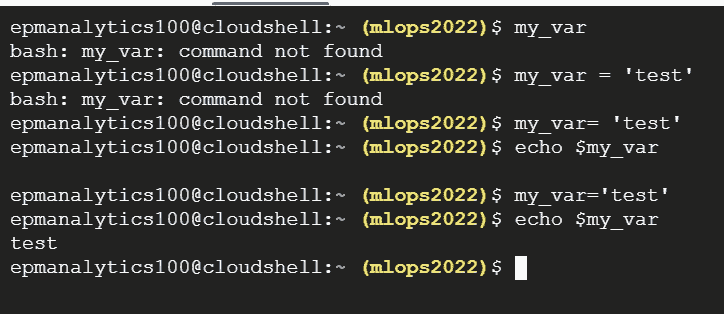 epmanalytics100@cloudshell:~ (mlops2022)$ my_var
bash: my_var: command not found
epmanalytics100@cloudshell:~ (mlops2022)$ my_var = 'test'
bash: my_var: command not found
epmanalytics100@cloudshell:~ (mlops2022)$ my_var= 'test'
epmanalytics100@cloudshell:~ (mlops2022)$ echo $my_var

epmanalytics100@cloudshell:~ (mlops2022)$ my_var='test'
epmanalytics100@cloudshell:~ (mlops2022)$ echo $my_var
test
epmanalytics100@cloudshell:~ (mlops2022)$